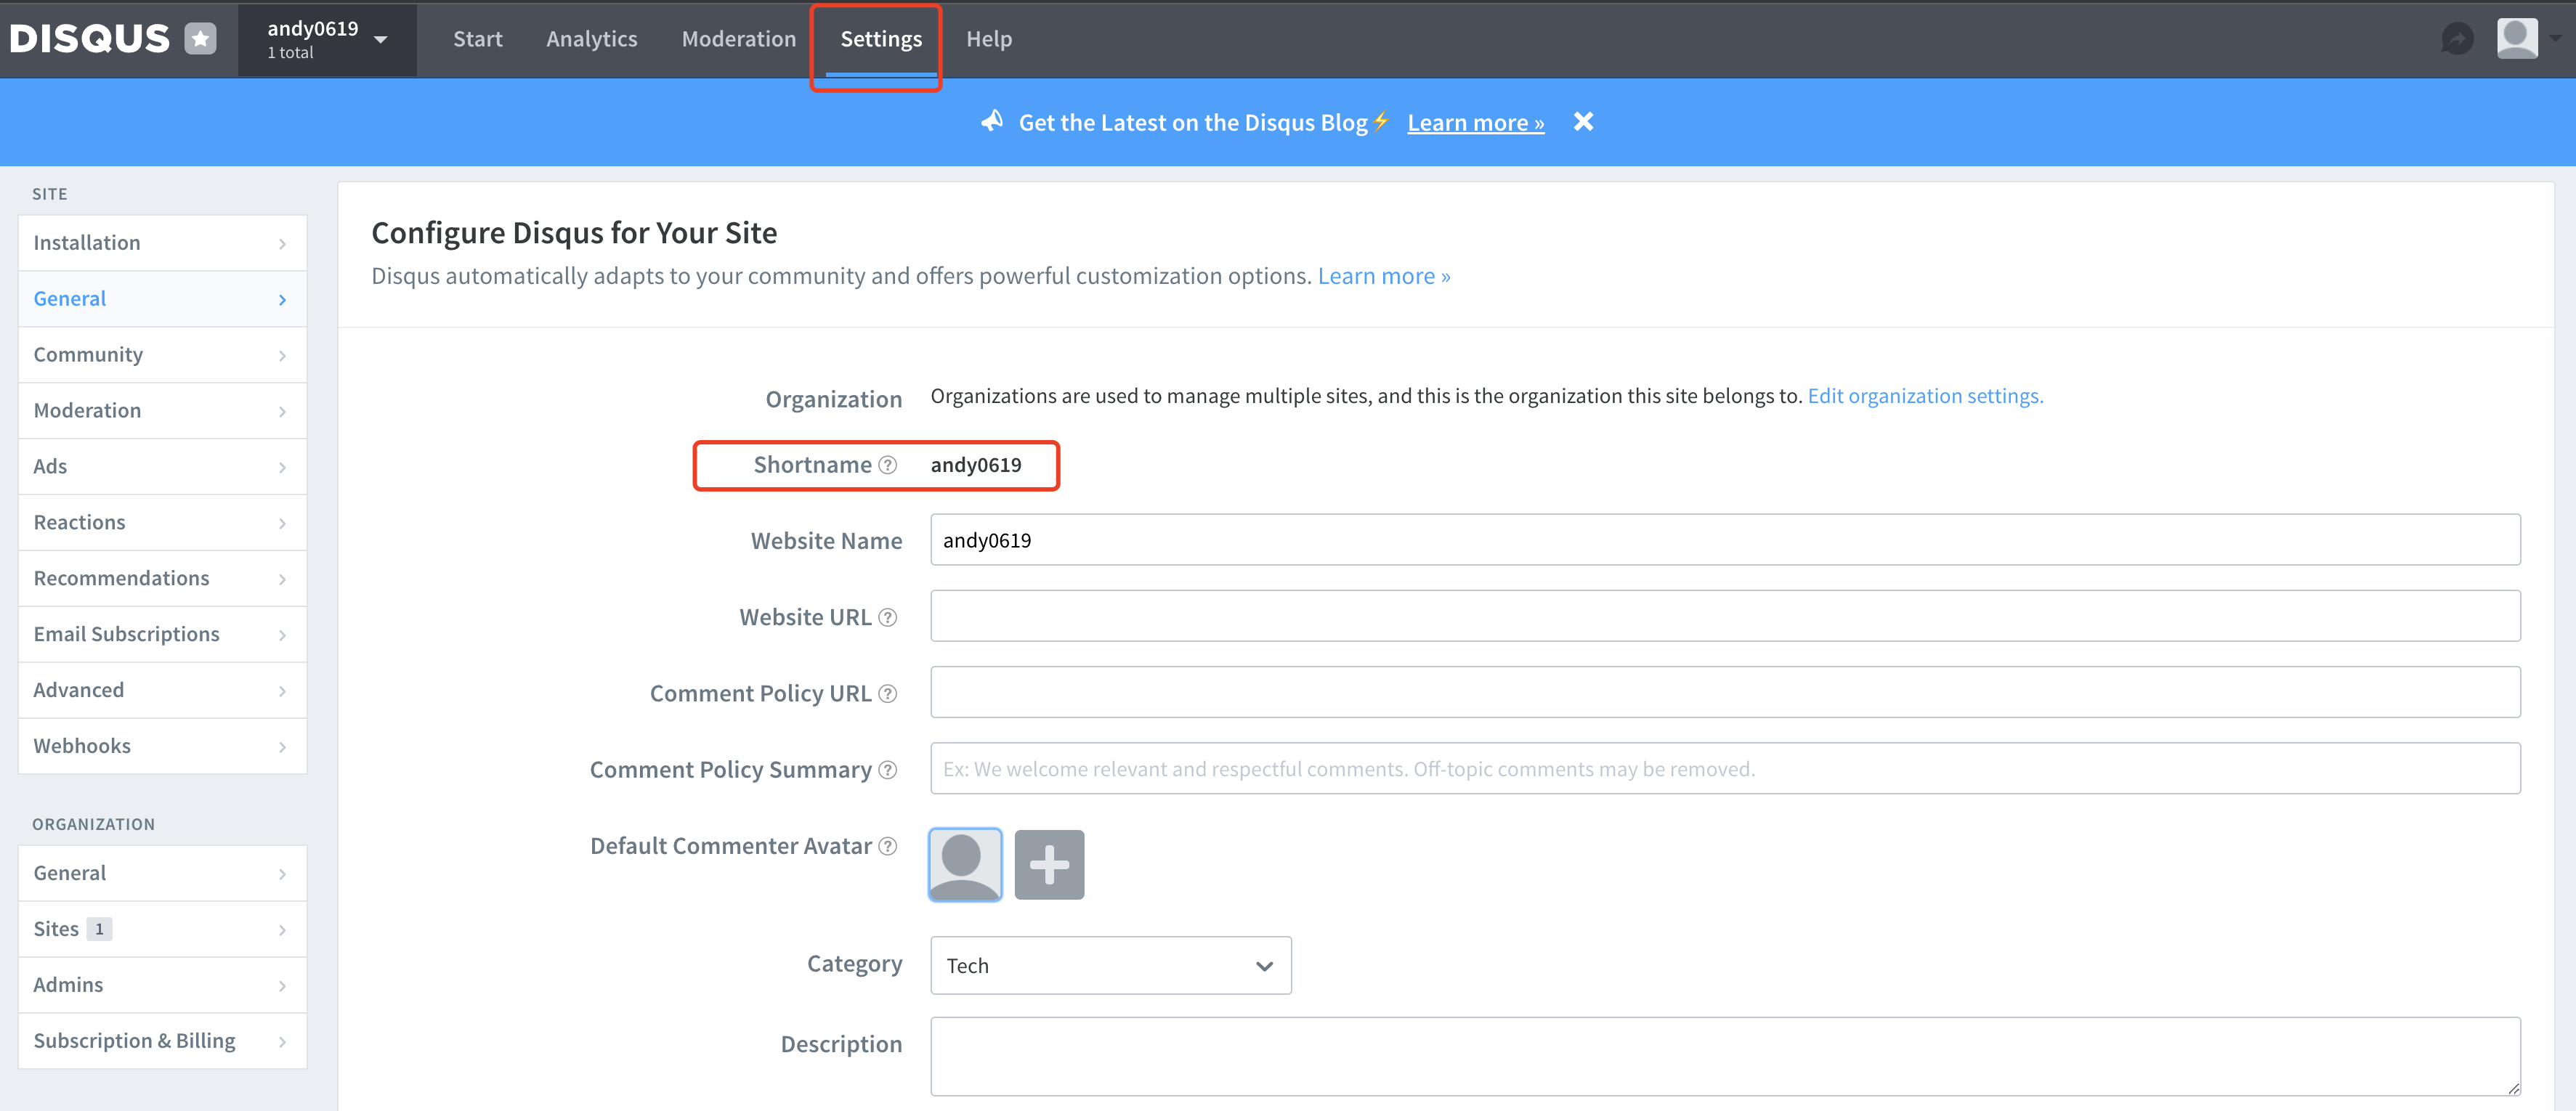 DISQUS
andy0619
1 total
Start
Analytics
Moderation
Settings
Help
Get the Latest on the Disqus Blog⚡ Learn more »
SITE
Installation
General
Community
Moderation
Ads
Reactions
Recommendations
Email Subscriptions
Advanced
Webhooks
ORGANIZATION
General
Sites 1
Admins
Subscription & Billing
Configure Disqus for Your Site
Disqus automatically adapts to your community and offers powerful customization options. Learn more »
Organization Organizations are used to manage multiple sites, and this is the organization this site belongs to. Edit organization settings.
Shortname ? andy0619
Website Name andy0619
Website URL ?
Comment Policy URL ?
Comment Policy Summary ? Ex: We welcome relevant and respectful comments. Off-topic comments may be removed.
Default Commenter Avatar ?
Category Tech
Description